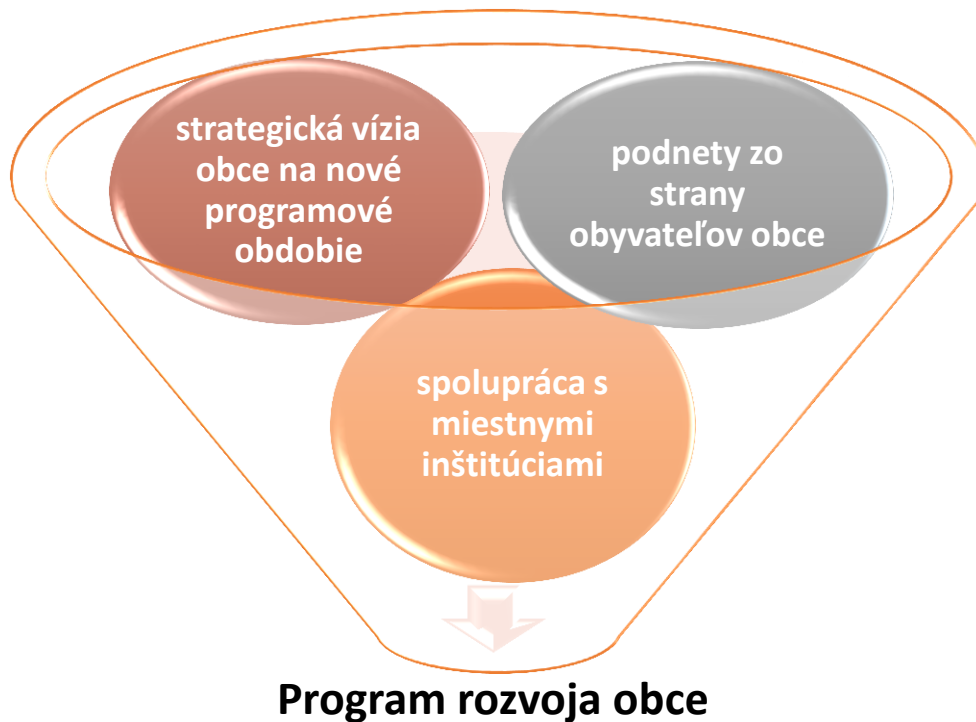 strategická vízia
obce na nové
programové
obdobie
podnety zo
strany
obyvateľov obce
spolupráca s
miestnymi
inštitúciami
Program rozvoja obce